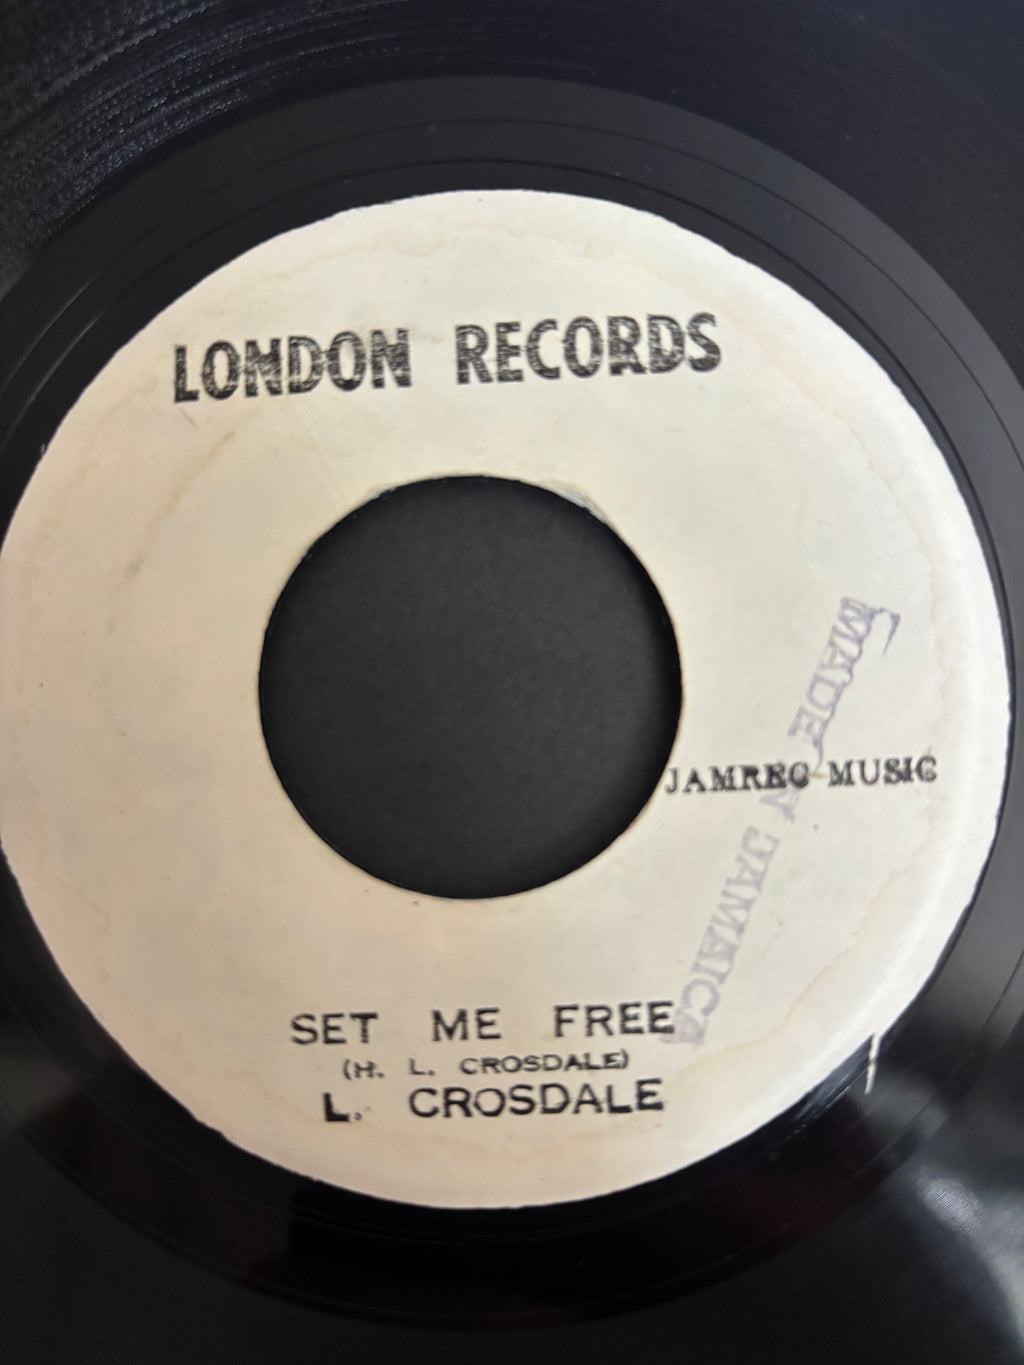 LONDON RECORDS
MADE IN JAMAICA
JAMREC MUSIC
SET ME FREE
(H. L. CROSDALE)
L. CROSDALE